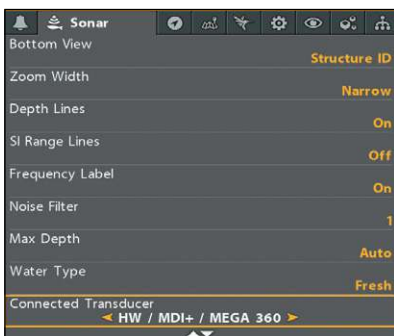 Sonar
Bottom View
Structure ID
Zoom Width
Narrow
Depth Lines
On
SI Range Lines
Off
Frequency Label
On
Noise Filter
1
Max Depth
Auto
Water Type
Fresh
Connected Transducer
HW / MDI+ / MEGA 360